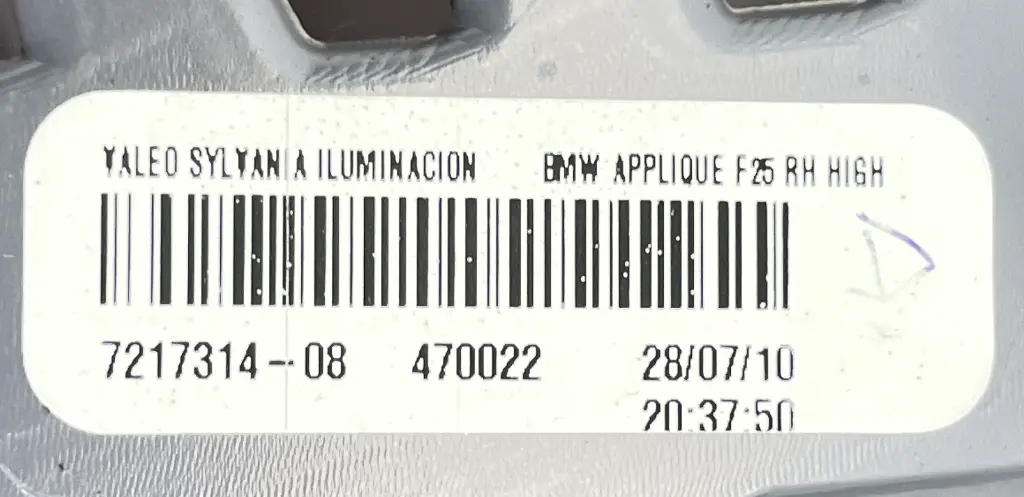 VALEO SYLVANIA ILUMINACION BMW APPLIQUE F25 RH HIGH
7217314-08 470022 28/07/10
20:37:50